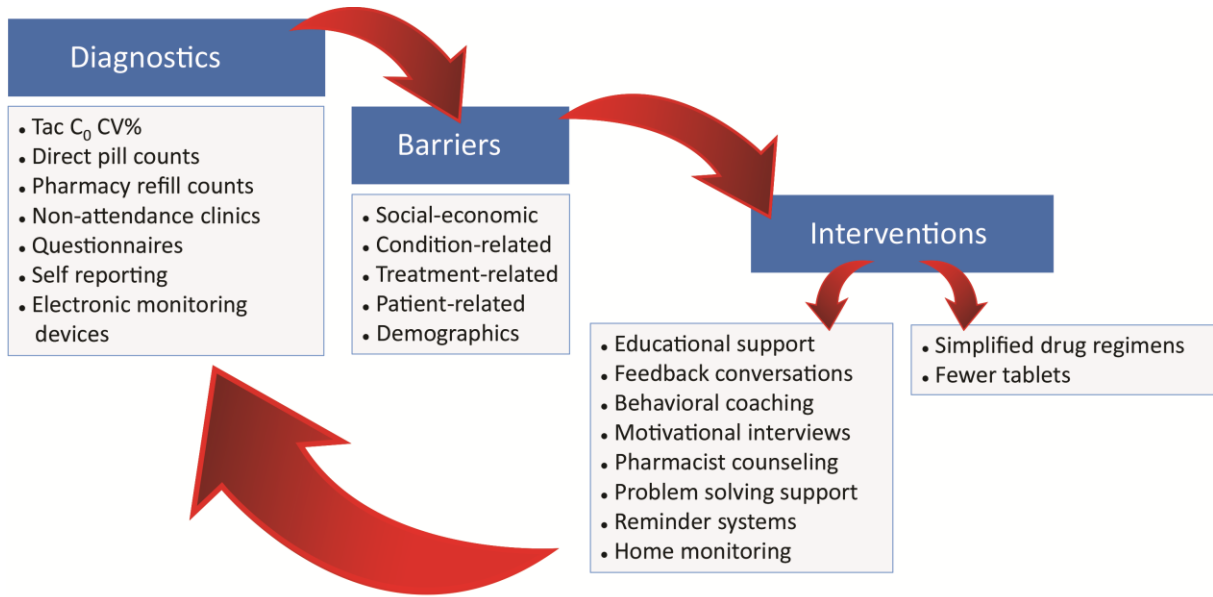 Diagnostics
• Tac C₀ CV%
• Direct pill counts
• Pharmacy refill counts
• Non-attendance clinics
• Questionnaires
• Self reporting
• Electronic monitoring
devices
Barriers
• Social-economic
• Condition-related
• Treatment-related
• Patient-related
• Demographics
Interventions
• Educational support
• Feedback conversations
• Behavioral coaching
• Motivational interviews
• Pharmacist counseling
• Problem solving support
• Reminder systems
• Home monitoring
• Simplified drug regimens
• Fewer tablets